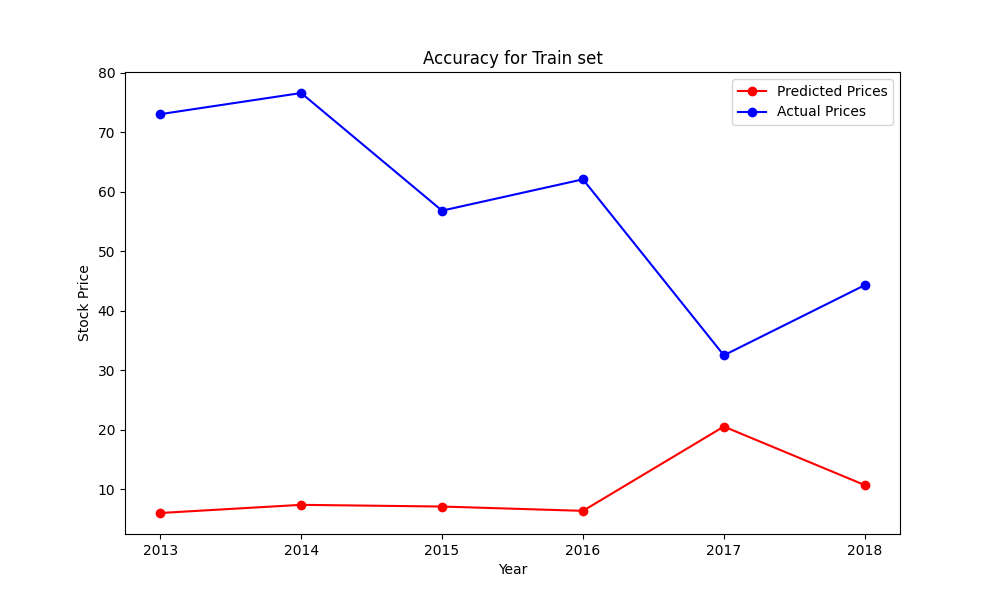 Accuracy for Train set
Predicted Prices
Actual Prices
80
70
60
50
40
30
20
10
Stock Price
2013 2014 2015 2016 2017 2018
Year